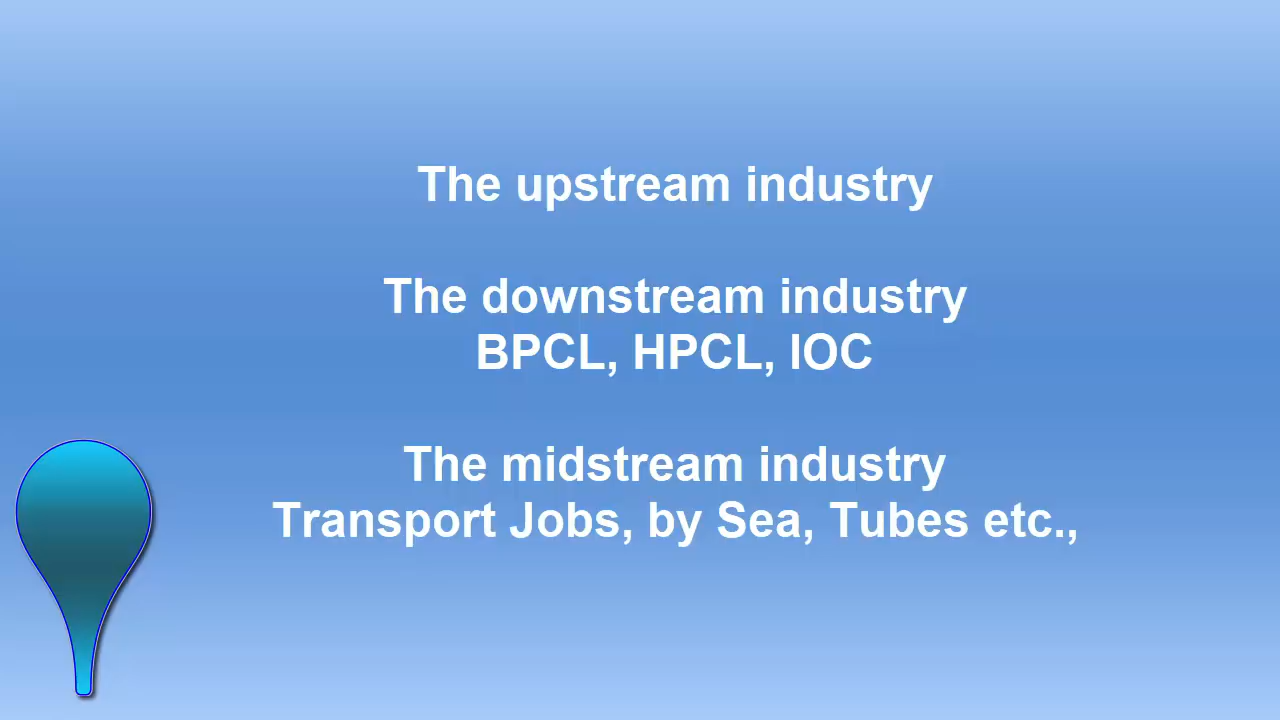 The upstream industry
The downstream industry
BPCL, HPCL, IOC
The midstream industry
Transport Jobs, by Sea, Tubes etc.,